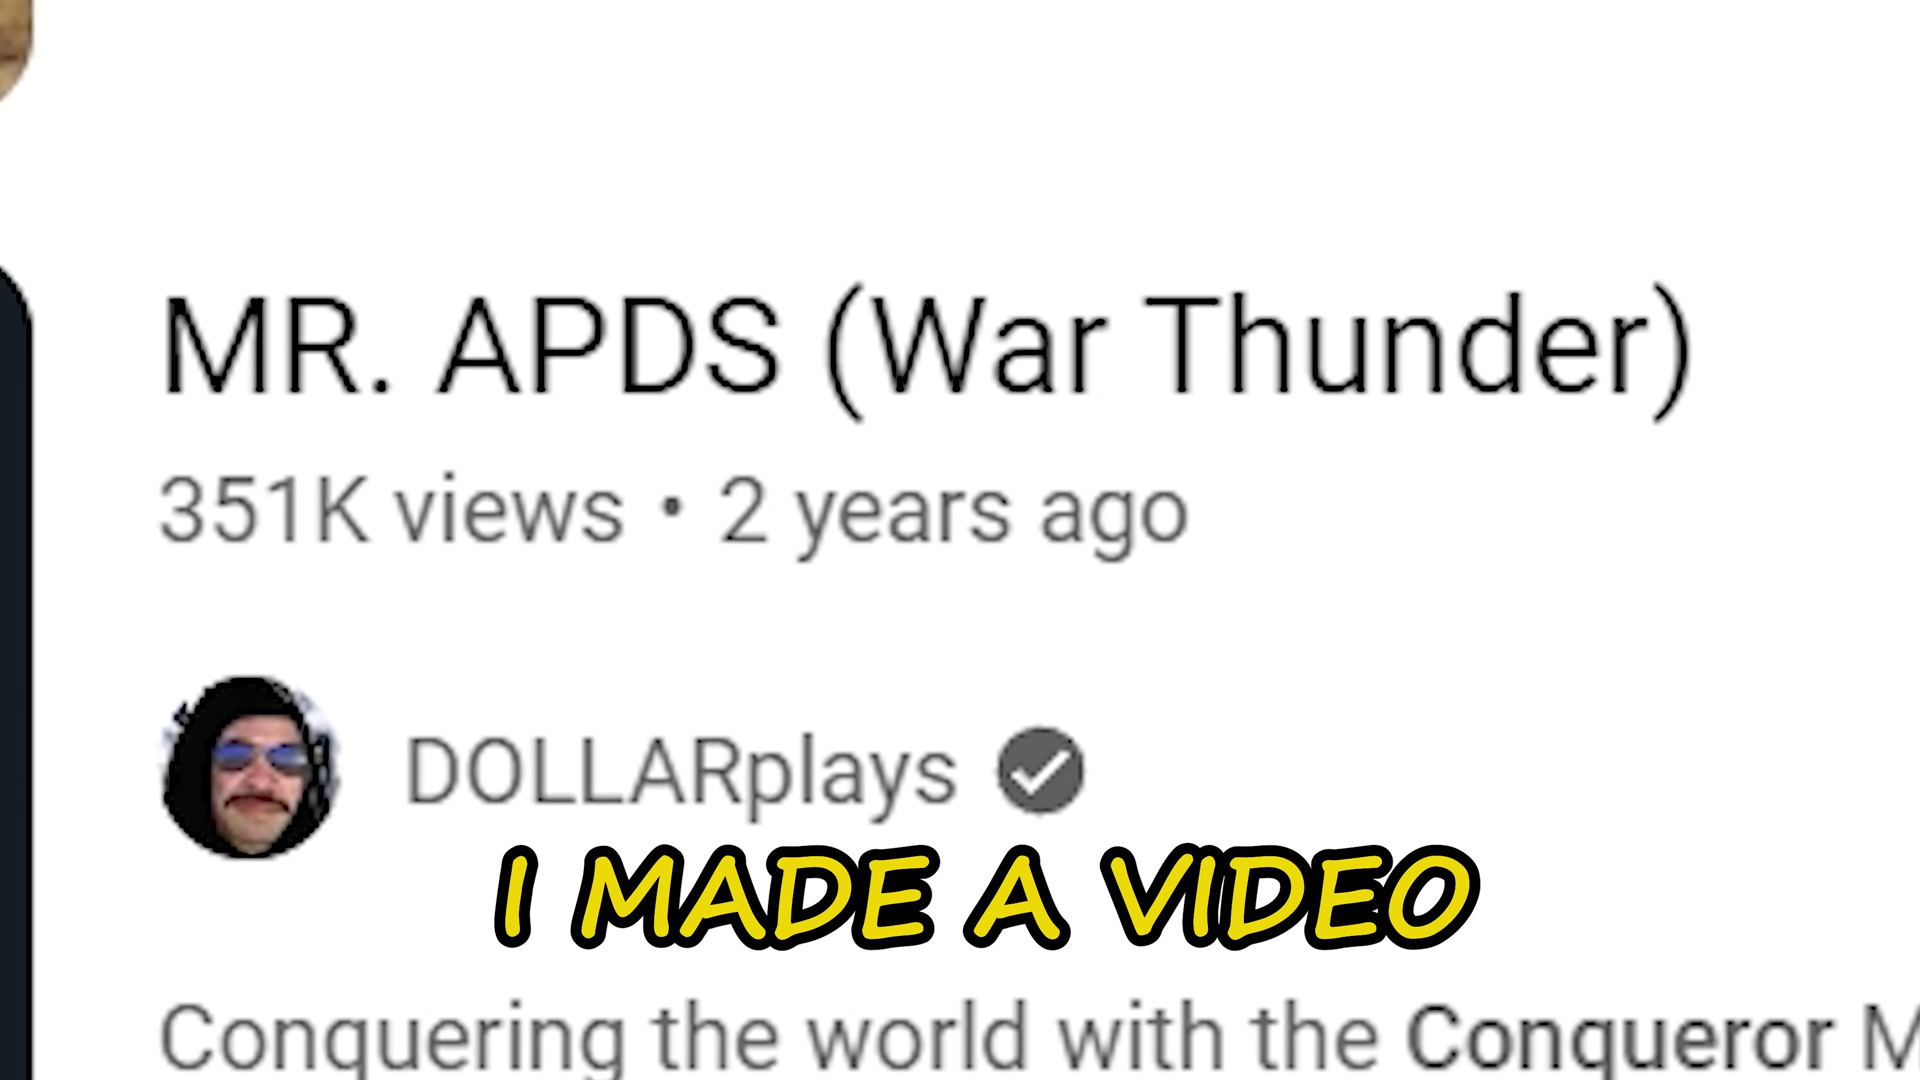 MR. APDS (War Thunder)
351K views • 2 years ago
DOLLARplays
I MADE A VIDEO
Conquering the world with the Conqueror M